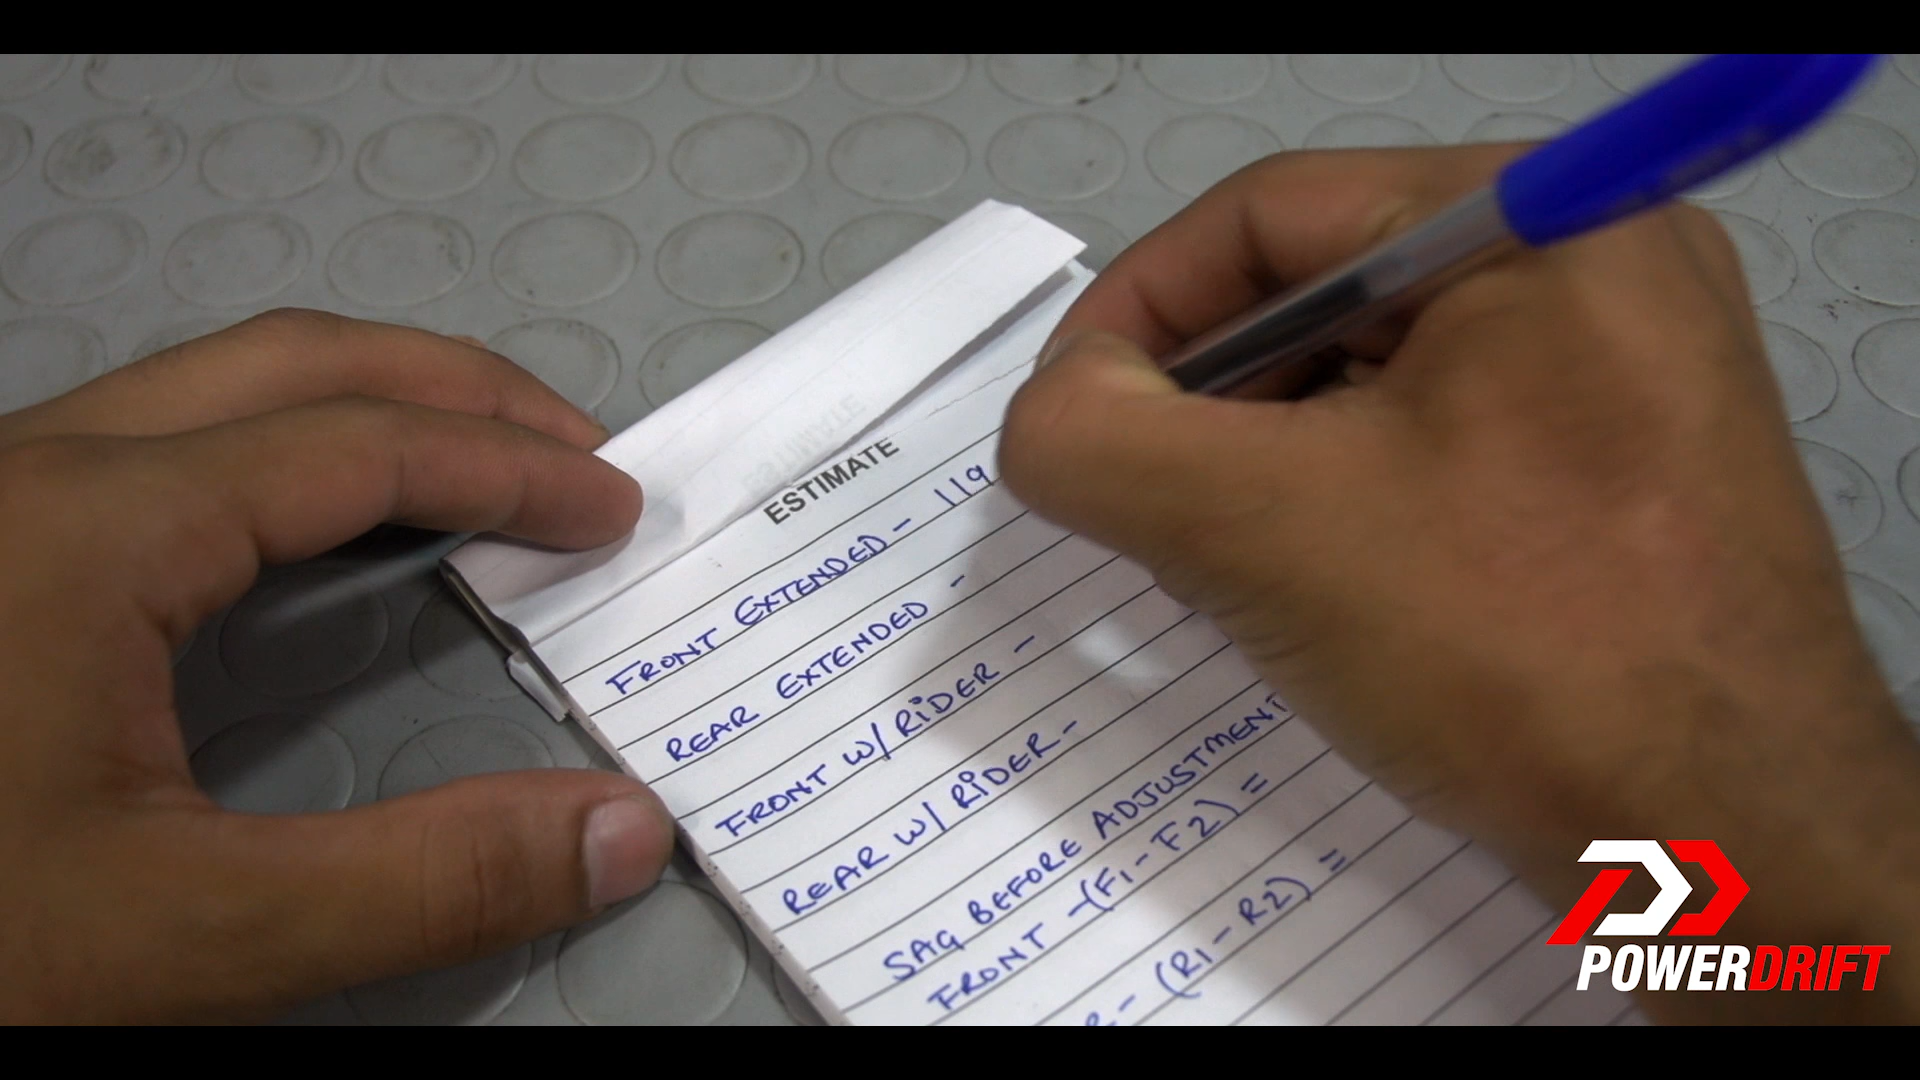 ESTIMATE
FRONT EXTENDED - 119
REAR EXTENDED -
FRONT W/ RIDER -
REAR W/ RIDER -
SAG BEFORE ADJUSTMENT
FRONT - (F1 - F2) =
R - (R1 - R2) =
POWERDRIFT